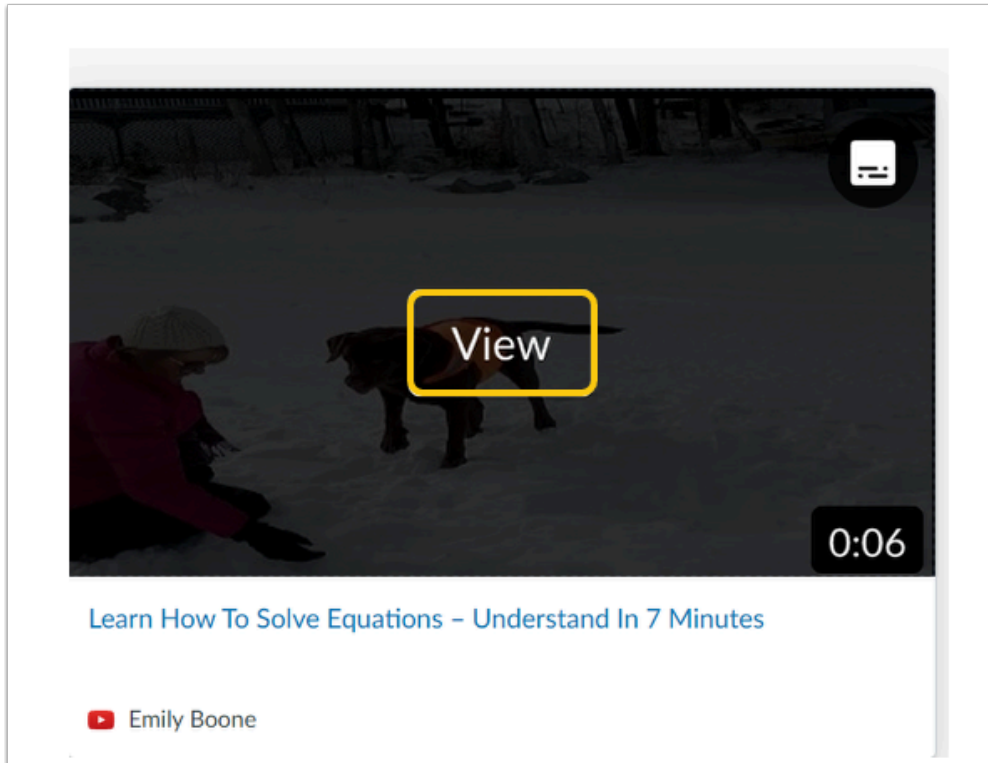 View
0:06
Learn How To Solve Equations – Understand In 7 Minutes
Emily Boone